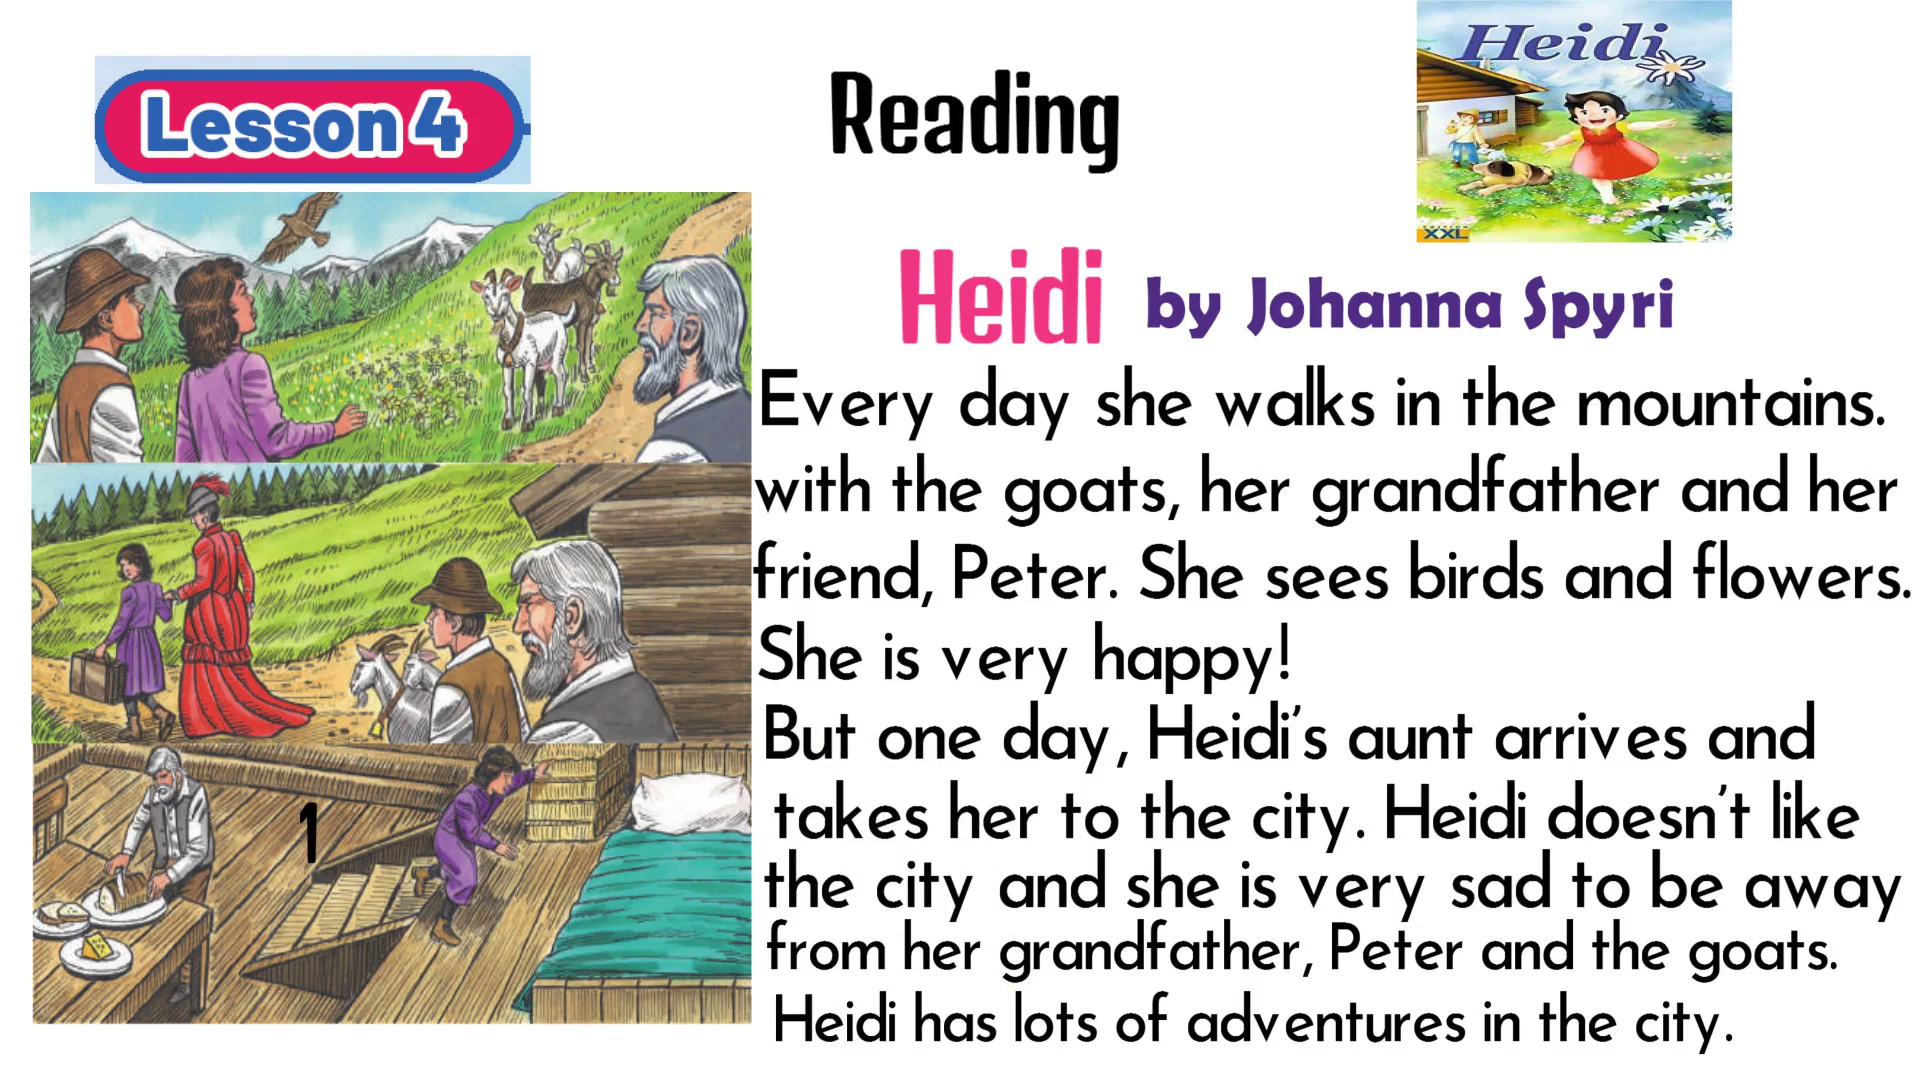 Lesson 4
Reading
Heidi
EDITION
XXL
Heidi by Johanna Spyri
Every day she walks in the mountains.
with the goats, her grandfather and her
friend, Peter. She sees birds and flowers.
She is very happy!
But one day, Heidi's aunt arrives and
takes her to the city. Heidi doesn't like
the city and she is very sad to be away
from her grandfather, Peter and the goats.
Heidi has lots of adventures in the city.
1